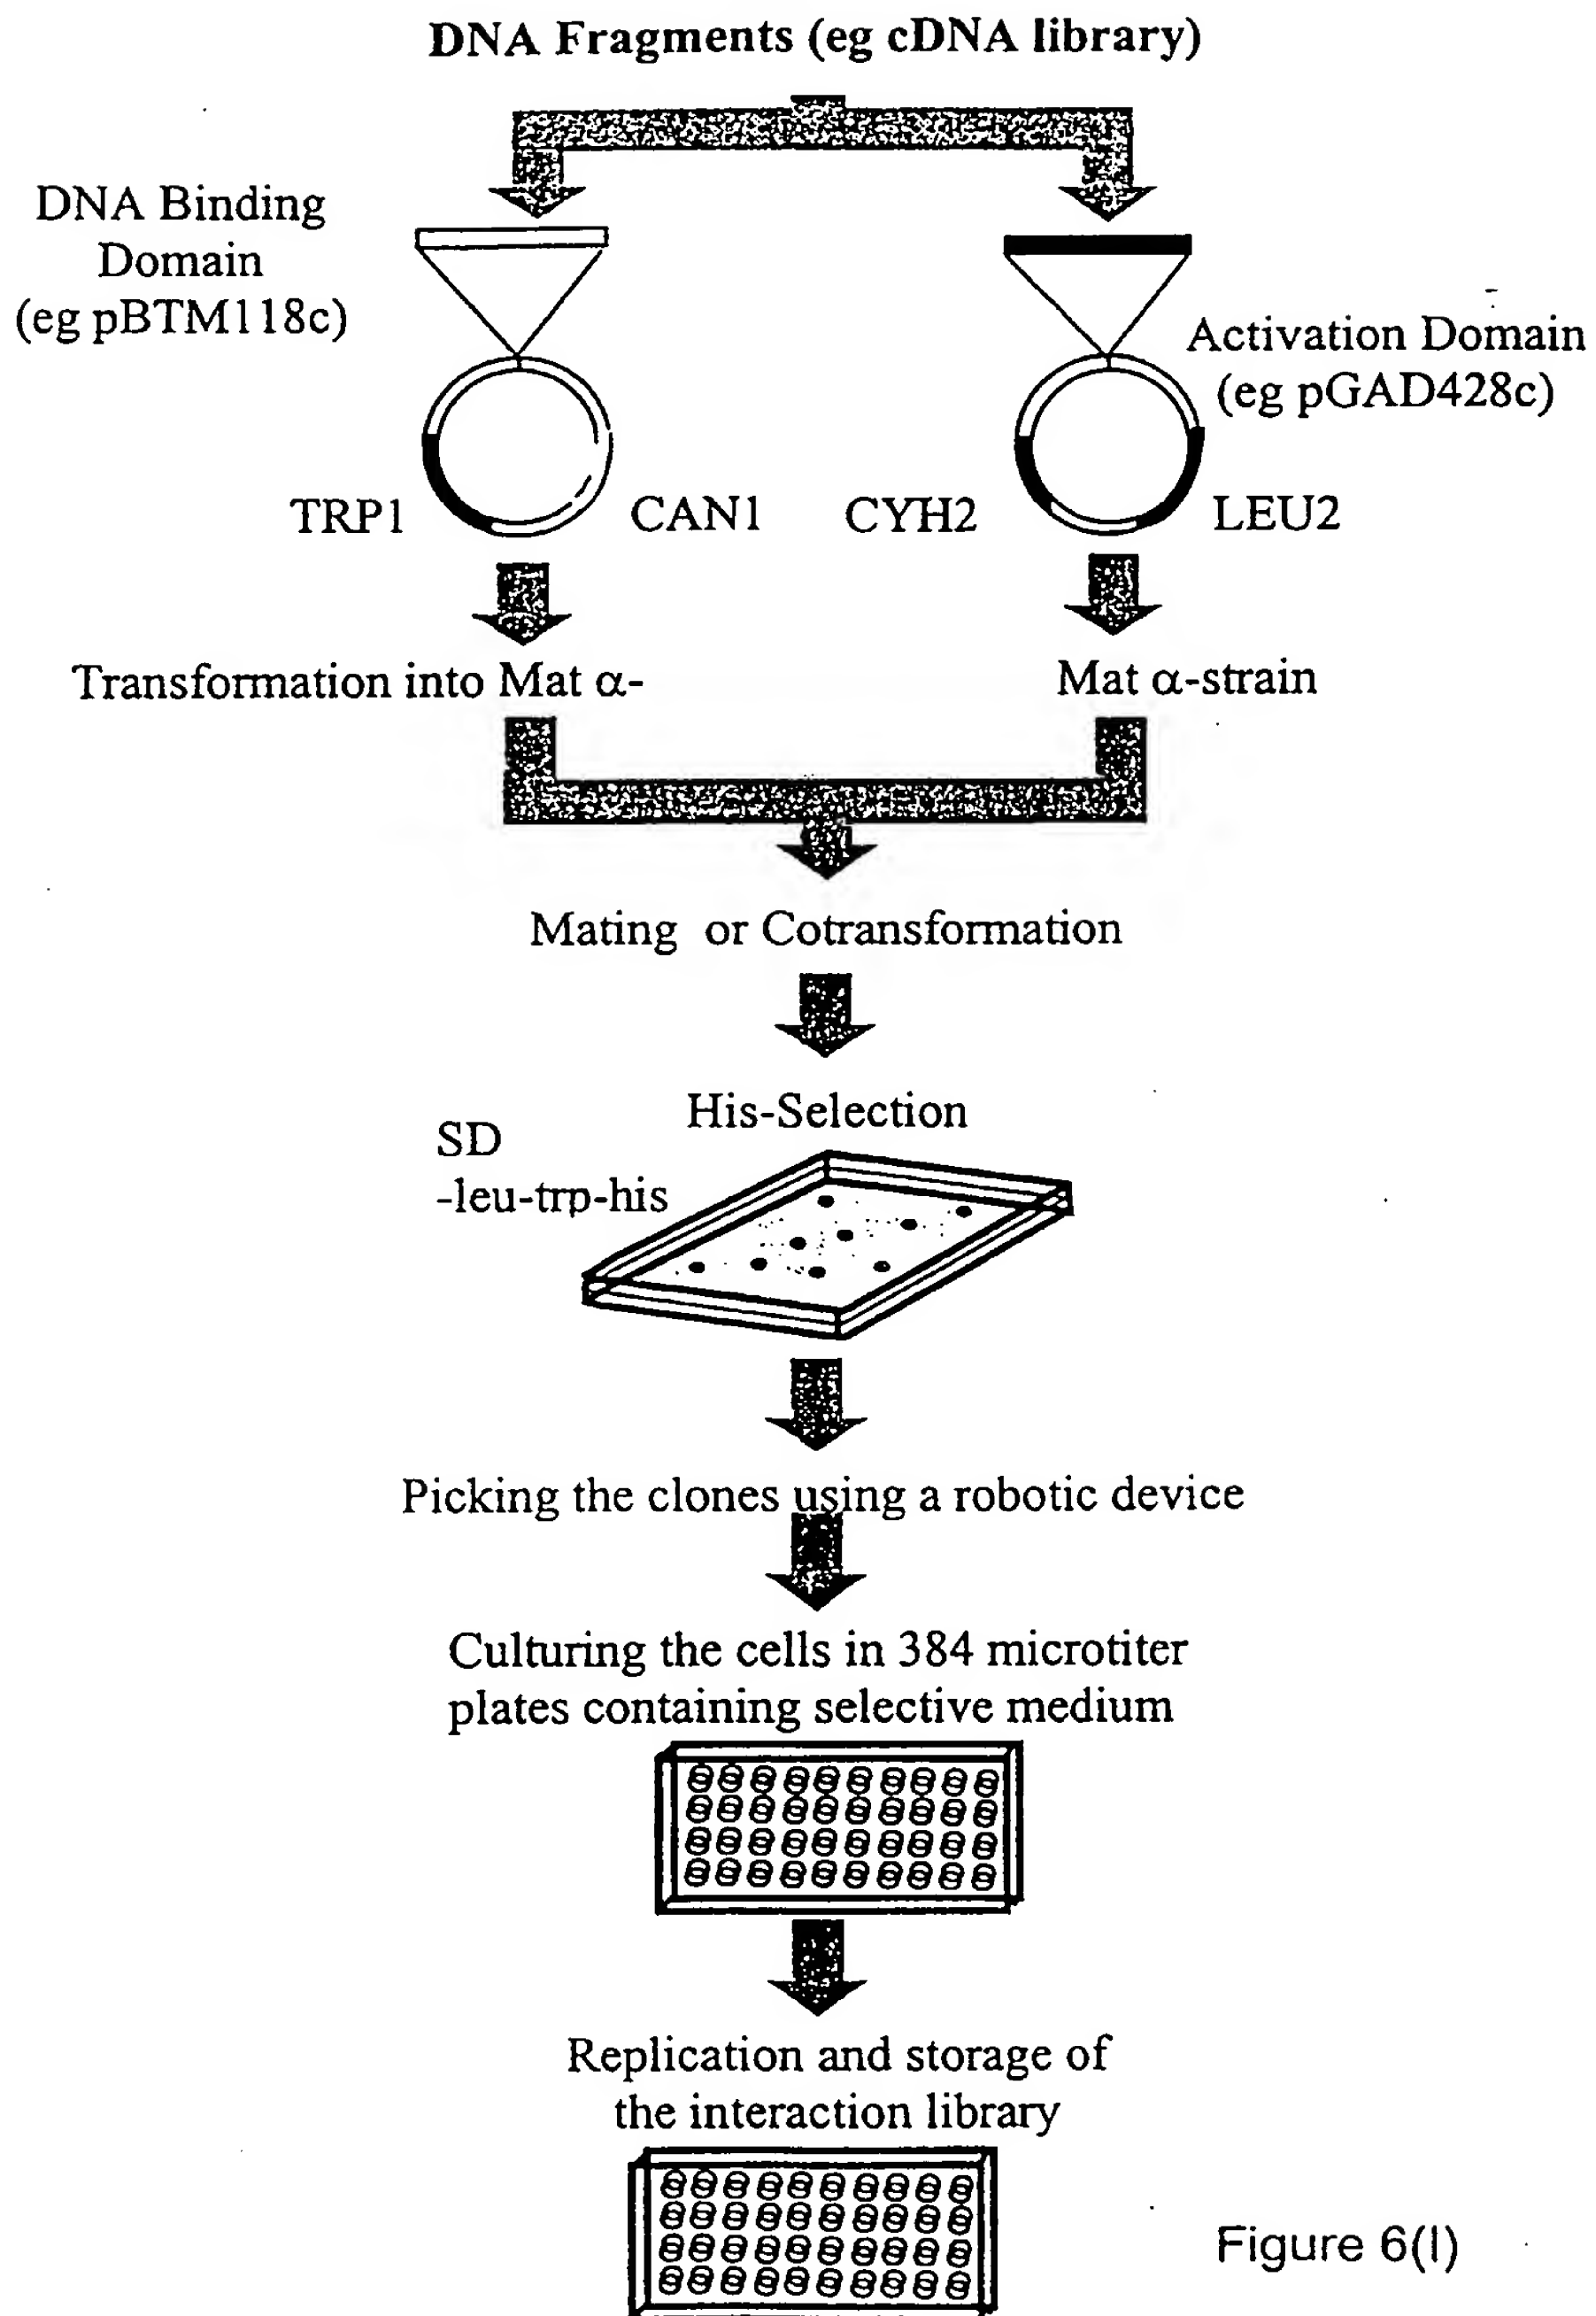 DNA Fragments (eg cDNA library)
DNA Binding
Domain
(eg pBTM118c)
Activation Domain
(eg pGAD428c)
TRP1
CAN1
CYH2
LEU2
Transformation into Mat α-
Mat α-strain
Mating or Cotransformation
His-Selection
SD
-leu-trp-his
Picking the clones using a robotic device
Culturing the cells in 384 microtiter
plates containing selective medium
Replication and storage of
the interaction library
Figure 6(I)